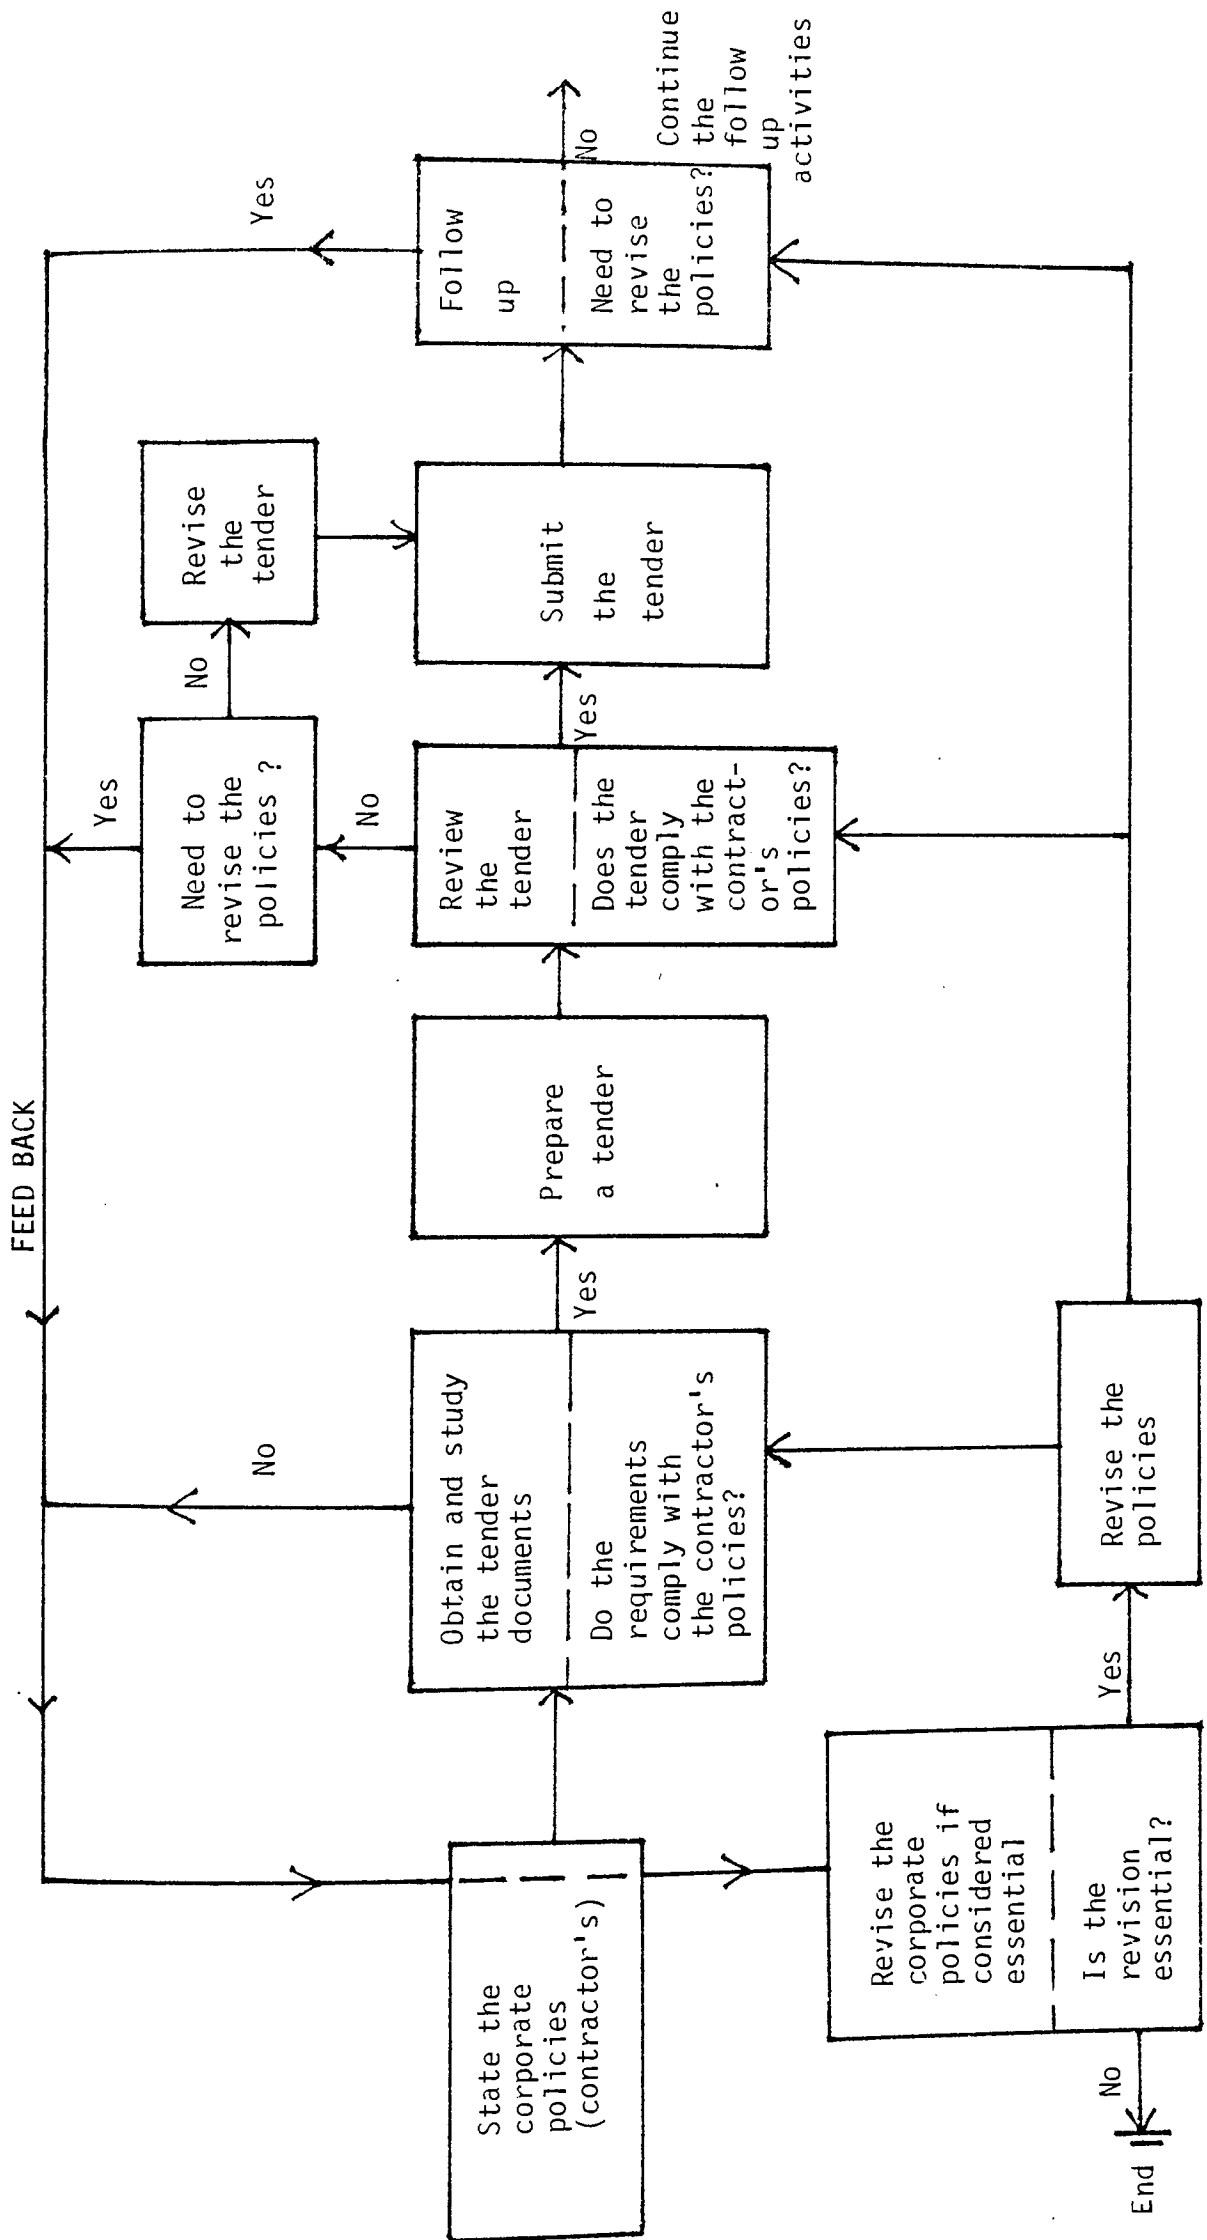 FEED BACK
State the
corporate
policies
(contractor's)
Obtain and study
the tender
documents
Do the
requirements
comply with
the contractor's
policies?
No
Yes
Prepare
a tender
Review
the
tender
Does the
tender
comply
with the
contract-
or's
policies?
No
Yes
Need to
revise the
policies ?
Yes
No
Revise
the
tender
Submit
the
tender
Follow
up
Need to
revise
the
policies?
Yes
No
Continue
the
follow
up
activities
Revise the
corporate
policies if
considered
essential
Is the
revision
essential?
No
End
Yes
Revise the
policies